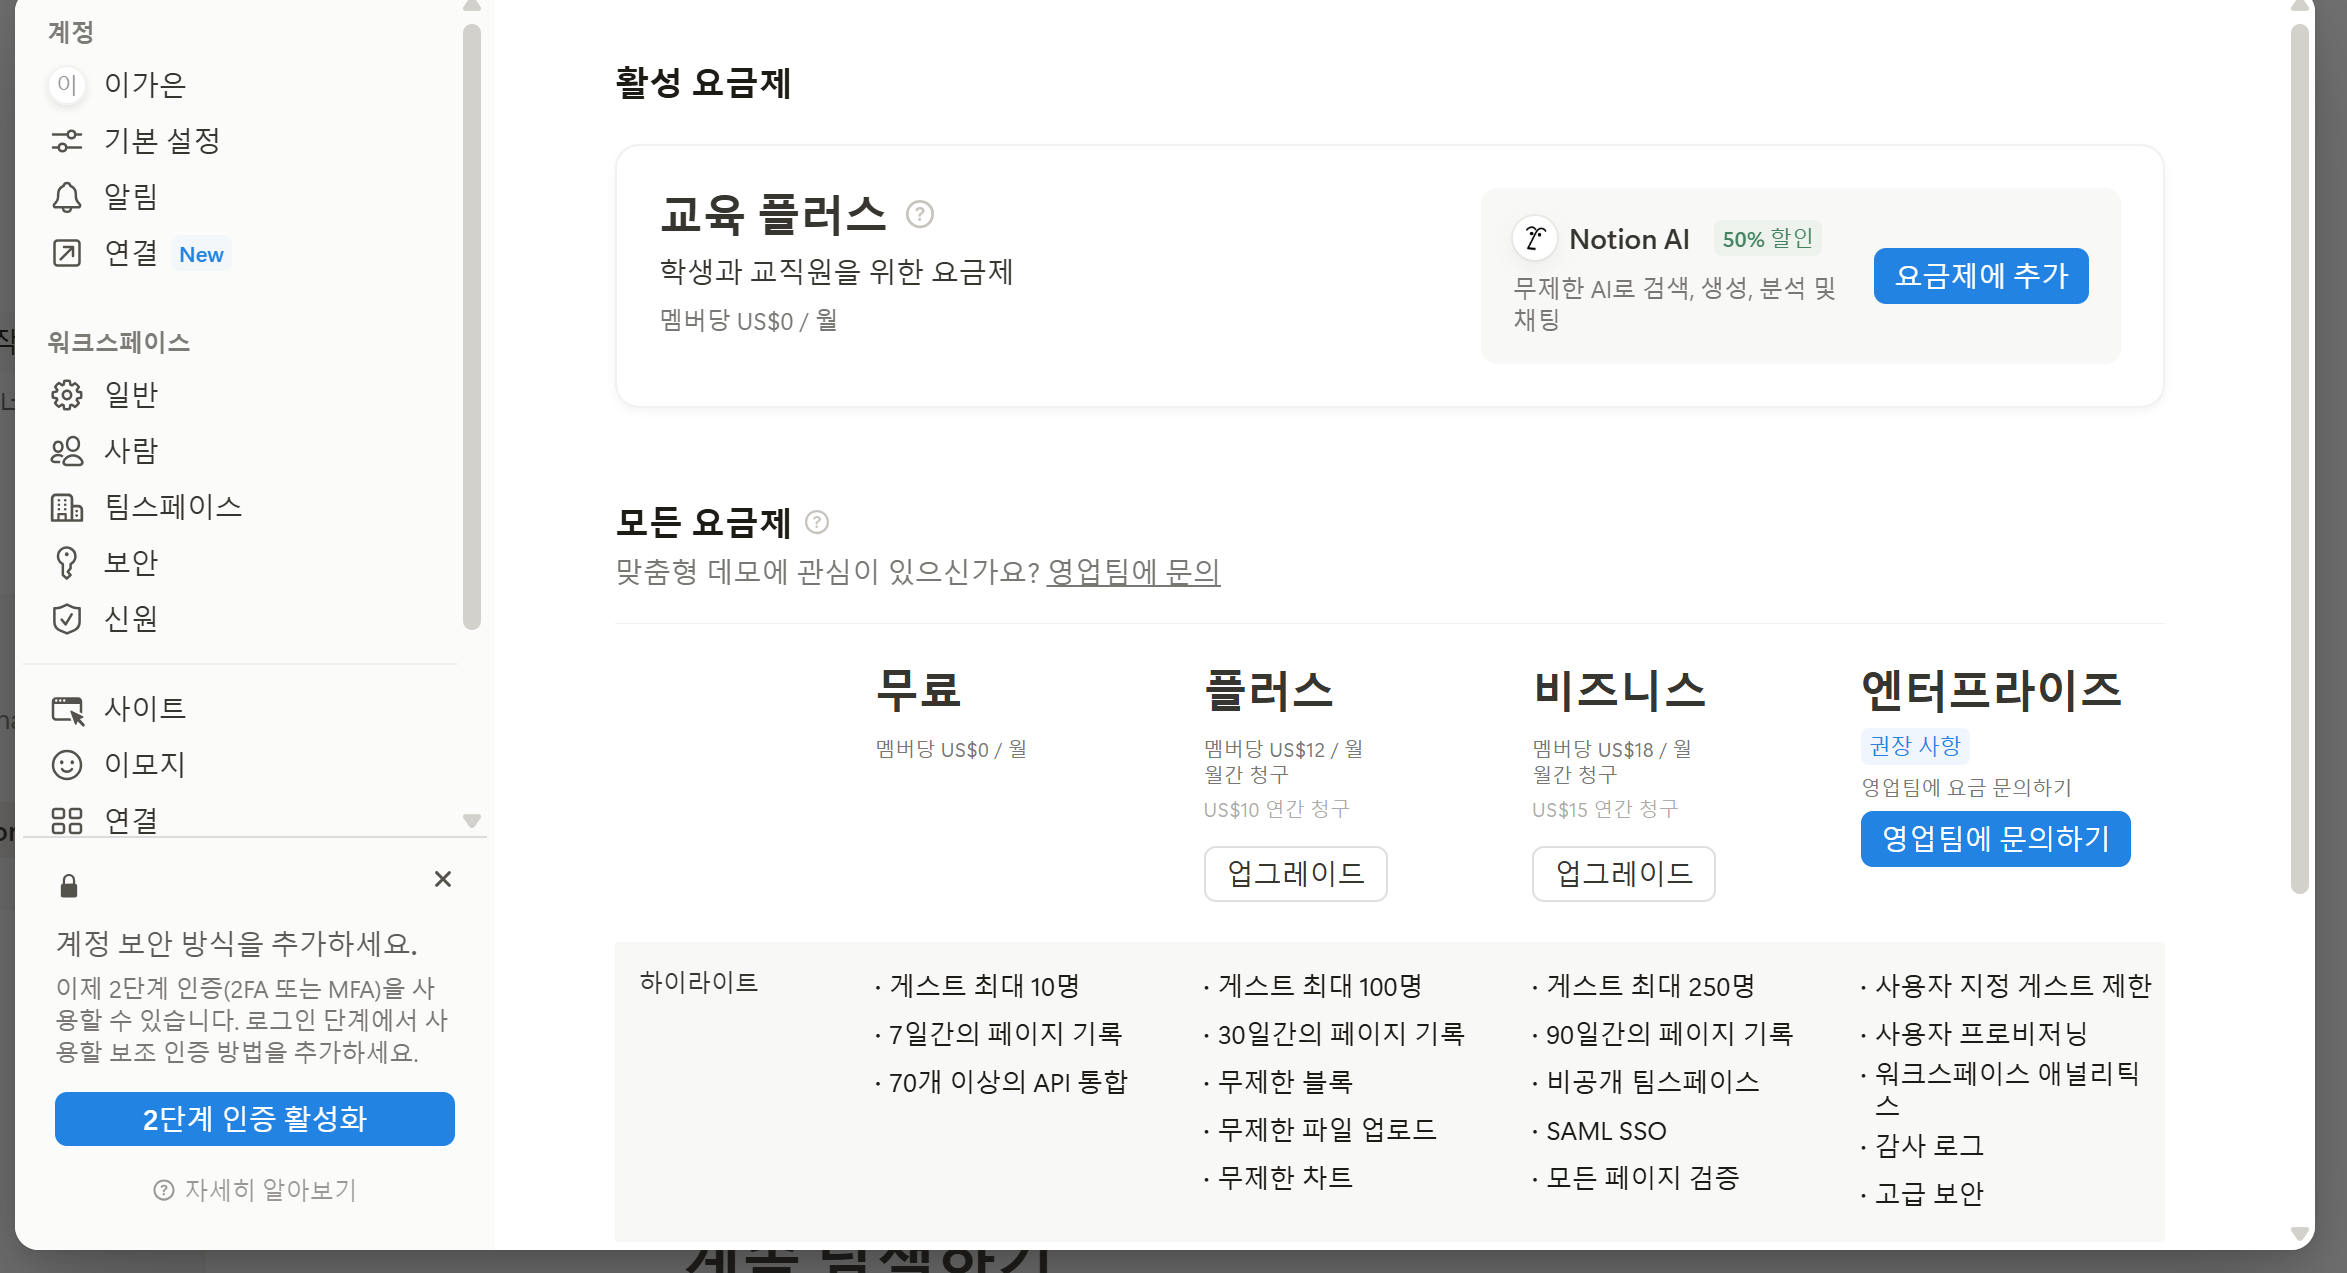 계정
이 이가은
기본 설정
알림
연결 New
워크스페이스
일반
사람
팀스페이스
보안
신원
사이트
이모지
연결
계정 보안 방식을 추가하세요.
이제 2단계 인증(2FA 또는 MFA)을 사
용할 수 있습니다. 로그인 단계에서 사
용할 보조 인증 방법을 추가하세요.
2단계 인증 활성화
자세히 알아보기
활성 요금제
교육 플러스
학생과 교직원을 위한 요금제
멤버당 US$0 / 월
Notion AI 50% 할인
무제한 AI로 검색, 생성, 분석 및
채팅
요금제에 추가
모든 요금제
맞춤형 데모에 관심이 있으신가요? 영업팀에 문의
무료
멤버당 US$0 / 월
플러스
멤버당 US$12 / 월
월간 청구
US$10 연간 청구
업그레이드
비즈니스
멤버당 US$18 / 월
월간 청구
US$15 연간 청구
업그레이드
엔터프라이즈
권장 사항
영업팀에 요금 문의하기
영업팀에 문의하기
하이라이트
· 게스트 최대 10명
· 7일간의 페이지 기록
· 70개 이상의 API 통합
· 게스트 최대 100명
· 30일간의 페이지 기록
· 무제한 블록
· 무제한 파일 업로드
· 무제한 차트
· 게스트 최대 250명
· 90일간의 페이지 기록
· 비공개 팀스페이스
· SAML SSO
· 모든 페이지 검증
· 사용자 지정 게스트 제한
· 사용자 프로비저닝
· 워크스페이스 애널리틱
스
· 감사 로그
· 고급 보안